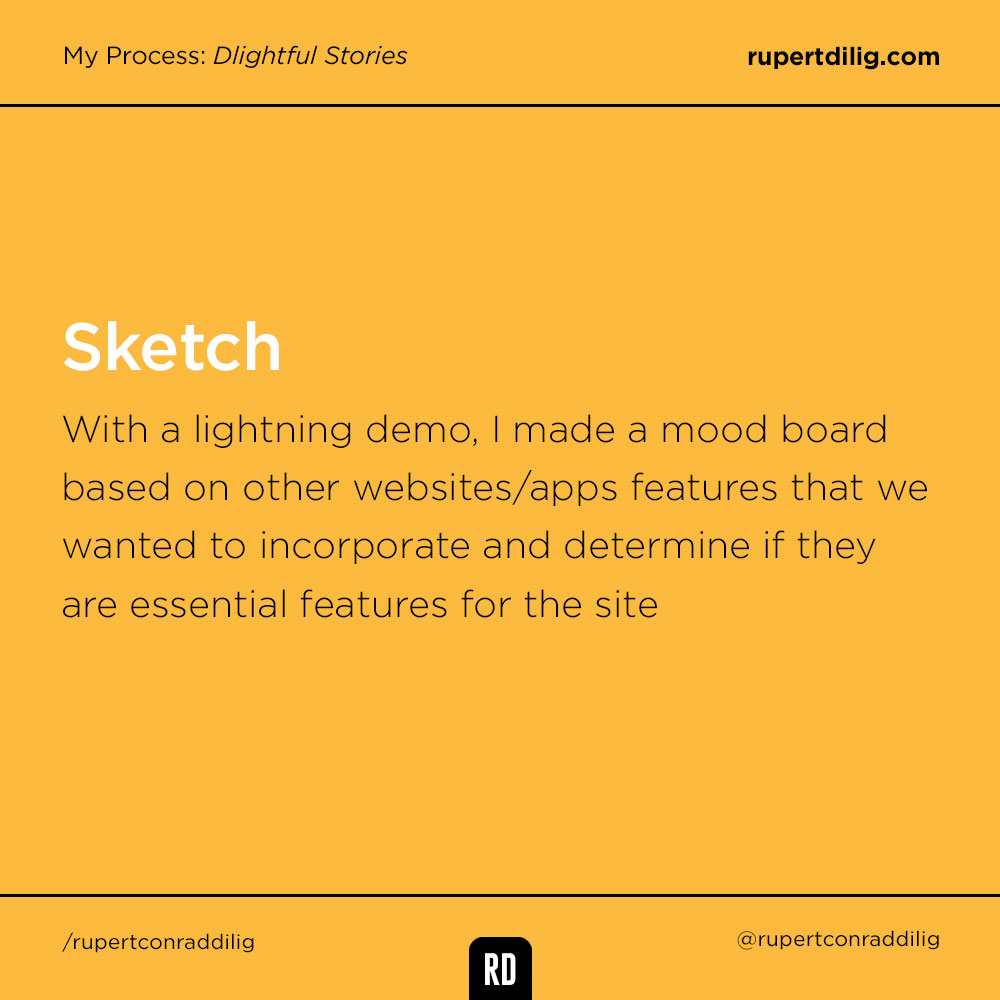 My Process: Dlightful Stories
rupertdilig.com
Sketch
With a lightning demo, I made a mood board
based on other websites/apps features that we
wanted to incorporate and determine if they
are essential features for the site
/rupertconraddilig
RD
@rupertconraddilig